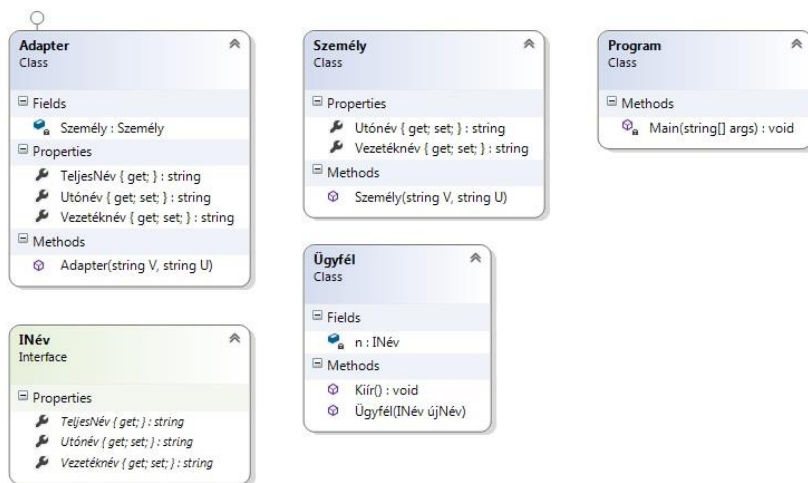 Adapter
Class
Fields
Személy : Személy
Properties
TeljesNév { get; } : string
Utónév { get; set; } : string
Vezetéknév { get; set; } : string
Methods
Adapter(string V, string U)
Személy
Class
Properties
Utónév { get; set; } : string
Vezetéknév { get; set; } : string
Methods
Személy(string V, string U)
Program
Class
Methods
Main(string[] args) : void
INév
Interface
Properties
TeljesNév { get; } : string
Utónév { get; set; } : string
Vezetéknév { get; set; } : string
Ügyfél
Class
Fields
n : INév
Methods
Kiír() : void
Ügyfél(INév újNév)